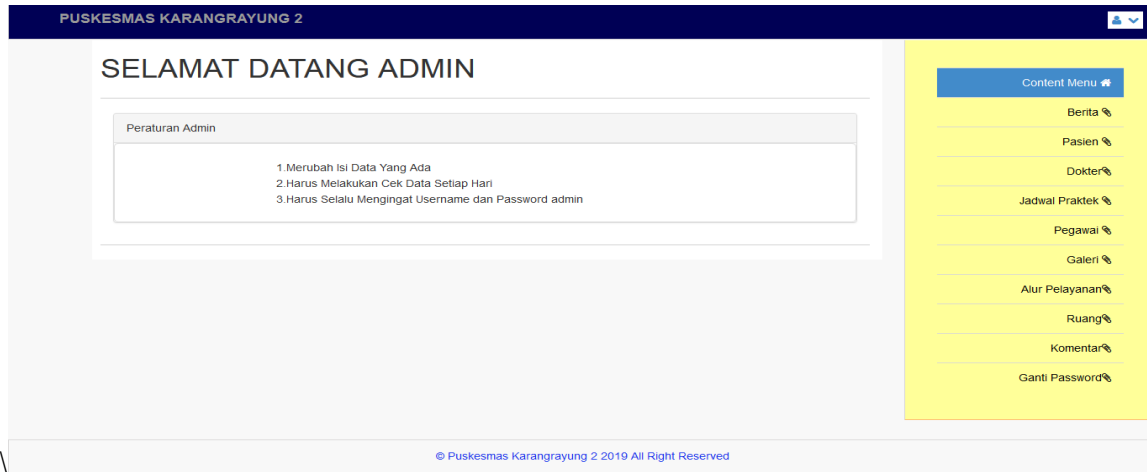 PUSKESMAS KARANGRAYUNG 2
SELAMAT DATANG ADMIN
Peraturan Admin
1.Merubah Isi Data Yang Ada
2.Harus Melakukan Cek Data Setiap Hari
3.Harus Selalu Mengingat Username dan Password admin
Content Menu
Berita
Pasien
Dokter
Jadwal Praktek
Pegawai
Galeri
Alur Pelayanan
Ruang
Komentar
Ganti Password
© Puskesmas Karangrayung 2 2019 All Right Reserved
\